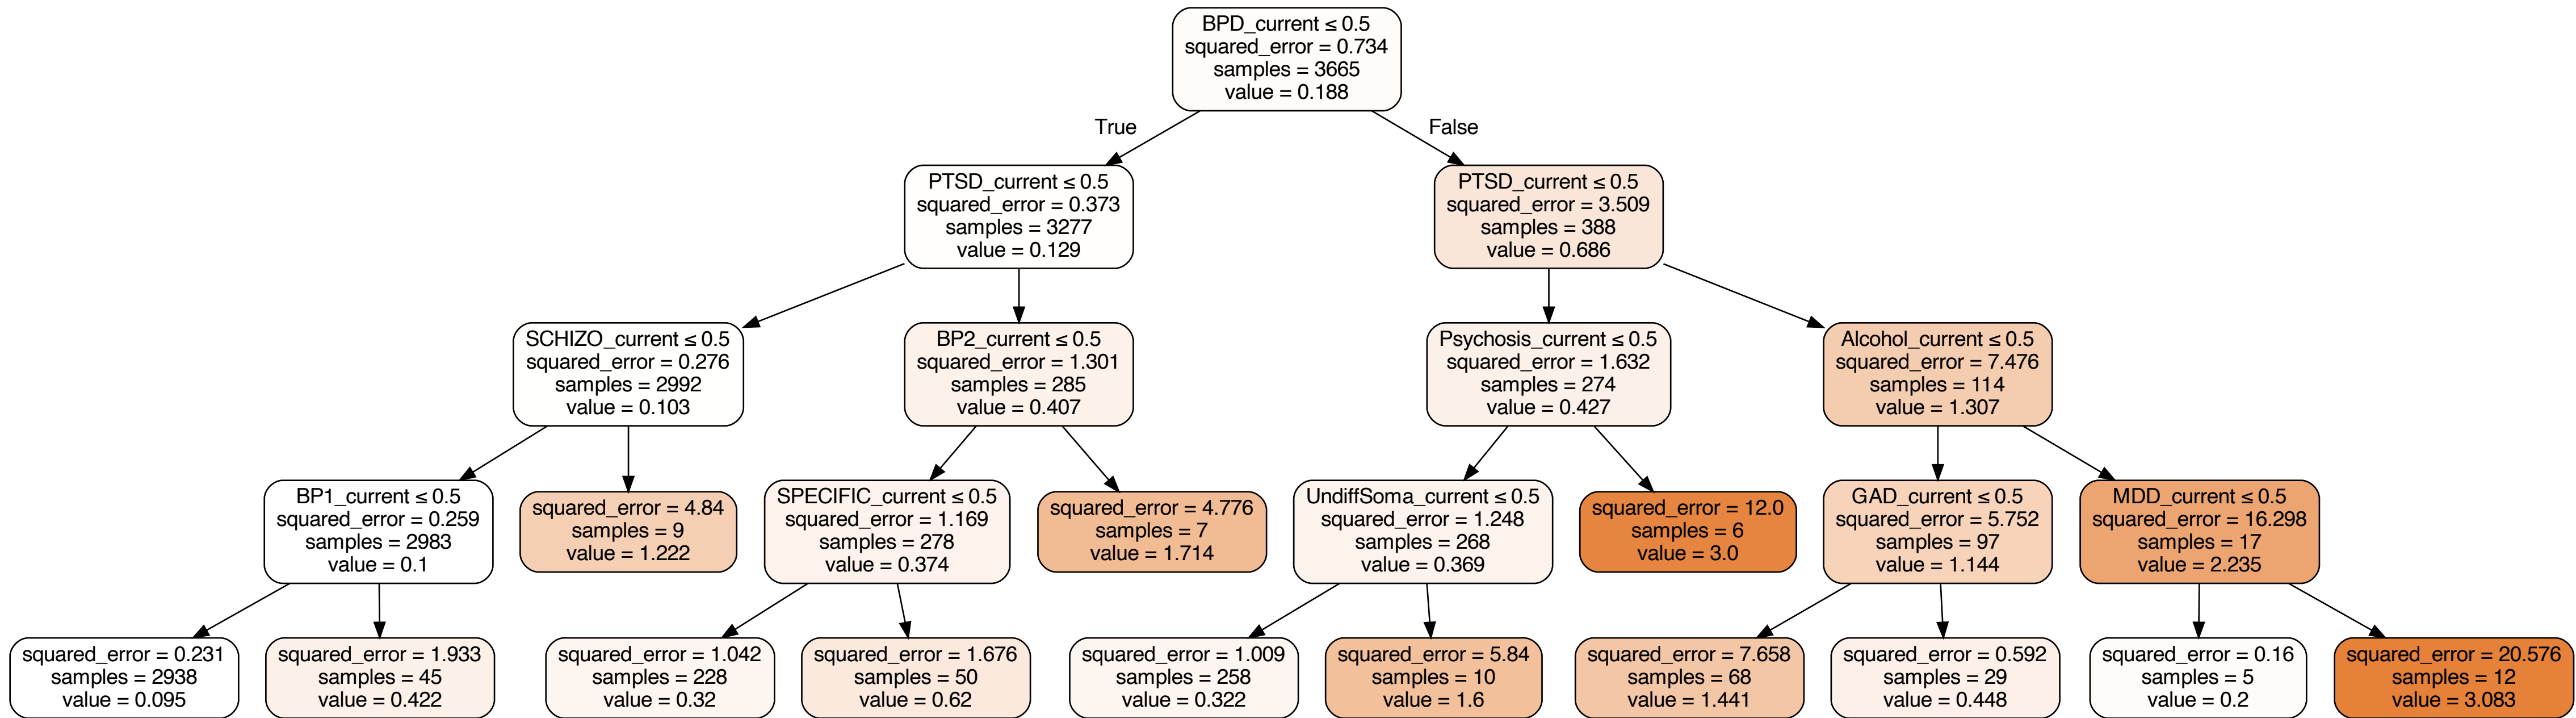 BPD_current ≤ 0.5
squared_error = 0.734
samples = 3665
value = 0.188
True
False
PTSD_current ≤ 0.5
squared_error = 0.373
samples = 3277
value = 0.129
PTSD_current ≤ 0.5
squared_error = 3.509
samples = 388
value = 0.686
SCHIZO_current ≤ 0.5
squared_error = 0.276
samples = 2992
value = 0.103
BP2_current ≤ 0.5
squared_error = 1.301
samples = 285
value = 0.407
Psychosis_current ≤ 0.5
squared_error = 1.632
samples = 274
value = 0.427
Alcohol_current ≤ 0.5
squared_error = 7.476
samples = 114
value = 1.307
BP1_current ≤ 0.5
squared_error = 0.259
samples = 2983
value = 0.1
squared_error = 4.84
samples = 9
value = 1.222
SPECIFIC_current ≤ 0.5
squared_error = 1.169
samples = 278
value = 0.374
squared_error = 4.776
samples = 7
value = 1.714
UndiffSoma_current ≤ 0.5
squared_error = 1.248
samples = 268
value = 0.369
squared_error = 12.0
samples = 6
value = 3.0
GAD_current ≤ 0.5
squared_error = 5.752
samples = 97
value = 1.144
MDD_current ≤ 0.5
squared_error = 16.298
samples = 17
value = 2.235
squared_error = 0.231
samples = 2938
value = 0.095
squared_error = 1.933
samples = 45
value = 0.422
squared_error = 1.042
samples = 228
value = 0.32
squared_error = 1.676
samples = 50
value = 0.62
squared_error = 1.009
samples = 258
value = 0.322
squared_error = 5.84
samples = 10
value = 1.6
squared_error = 7.658
samples = 68
value = 1.441
squared_error = 0.592
samples = 29
value = 0.448
squared_error = 0.16
samples = 5
value = 0.2
squared_error = 20.576
samples = 12
value = 3.083